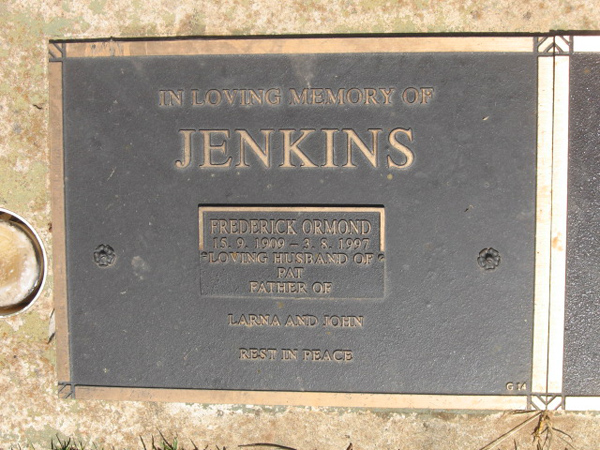 IN LOVING MEMORY OF
JENKINS
FREDERICK ORMOND
15. 9. 1909 – 3. 8. 1997
LOVING HUSBAND OF
PAT
FATHER OF
LARNA AND JOHN
REST IN PEACE
G 14